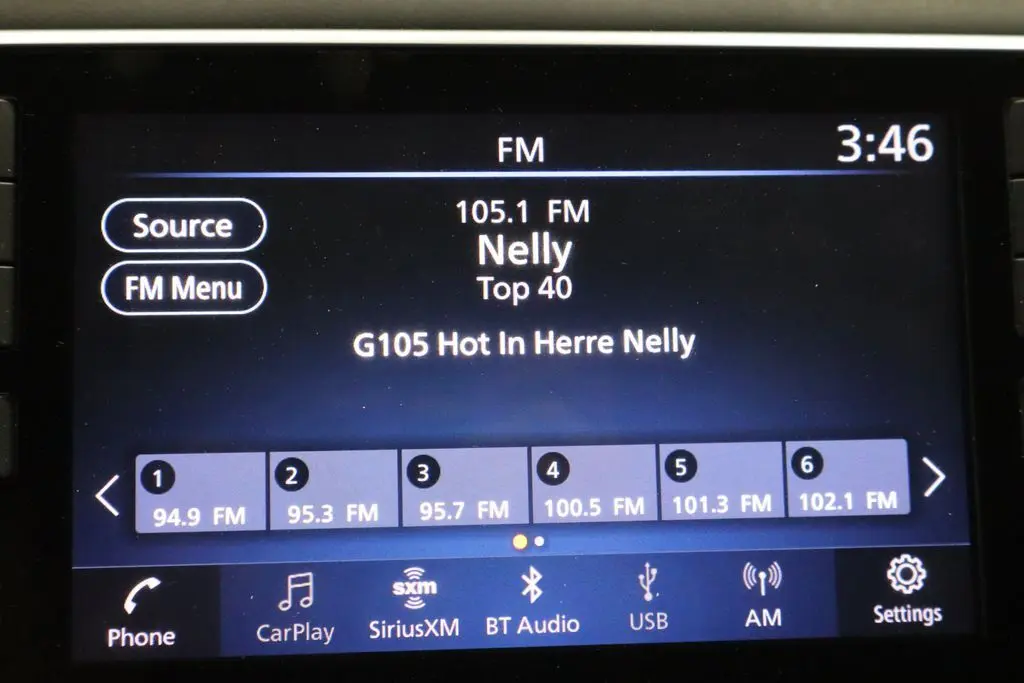 FM
3:46
Source
FM Menu
105.1 FM
Nelly
Top 40
G105 Hot In Herre Nelly
1
94.9 FM
2
95.3 FM
3
95.7 FM
4
100.5 FM
5
101.3 FM
6
102.1 FM
Phone
CarPlay
sxm
SiriusXM
BT Audio
USB
AM
Settings